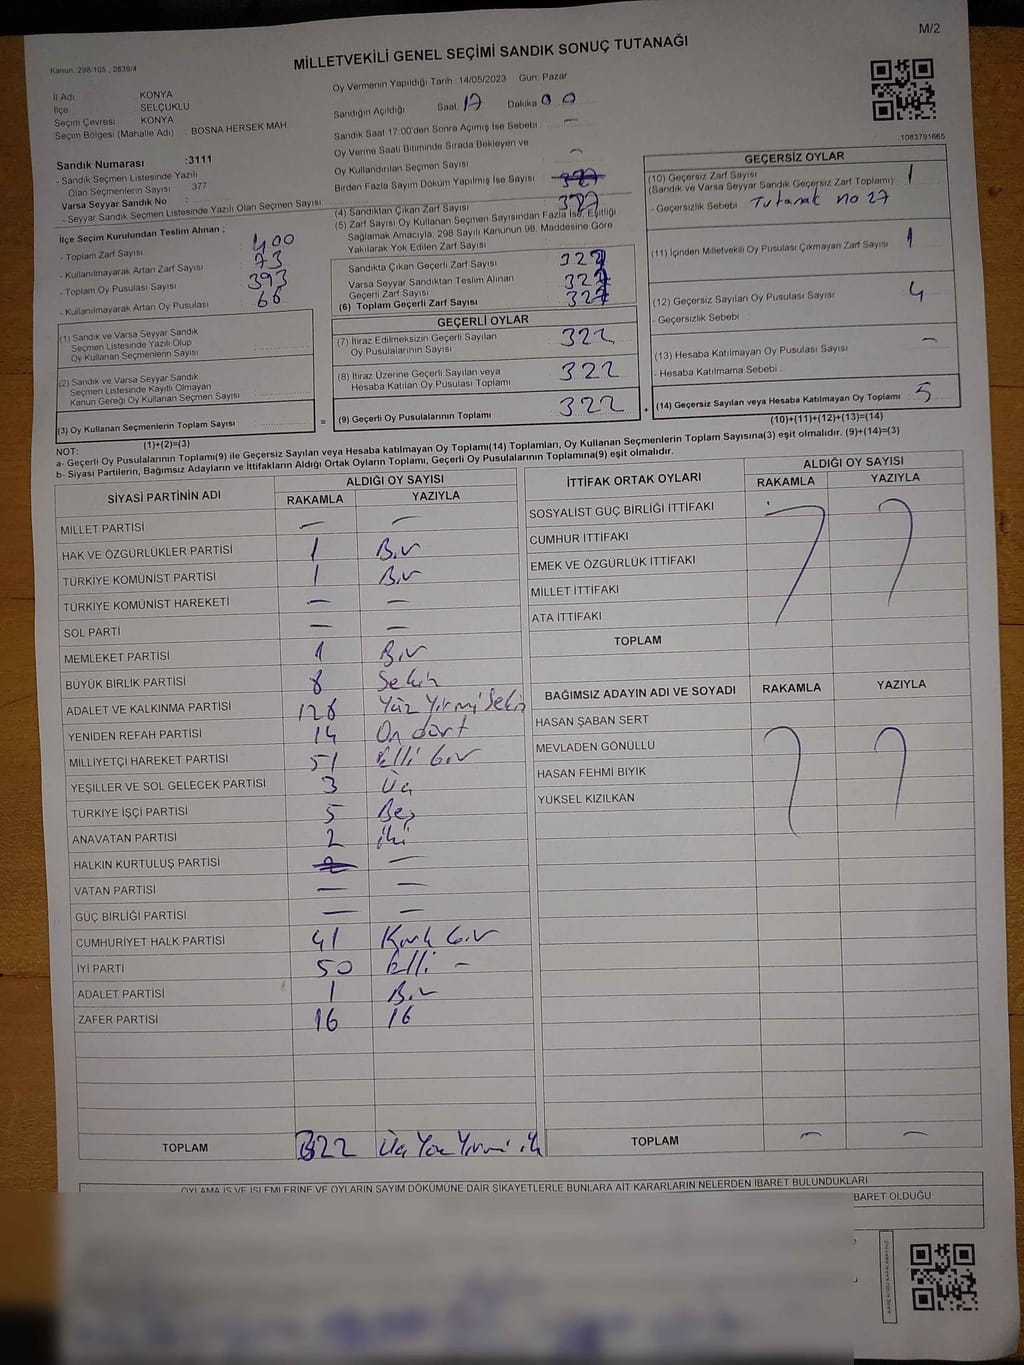 M/2
Kanun: 298/105 , 2839/4
MİLLETVEKİLİ GENEL SEÇİMİ SANDIK SONUÇ TUTANAĞI
İl Adı KONYA
İlçe SELÇUKLU
Seçim Çevresi KONYA
Seçim Bölgesi (Mahalle Adı) : BOSNA HERSEK MAH
Sandık Numarası :3111
- Sandık Seçmen Listesinde Yazılı
Olan Seçmenlerin Sayısı 377
Varsa Seyyar Sandık No :
- Seyyar Sandık Seçmen Listesinde Yazılı Olan Seçmen Sayısı :
İlçe Seçim Kurulundan Teslim Alınan ;
- Toplam Zarf Sayısı 400
- Kullanılmayarak Artan Zarf Sayısı 73
- Toplam Oy Pusulası Sayısı 393
- Kullanılmayarak Artan Oy Pusulası 66
(1) Sandık ve Varsa Seyyar Sandık
Seçmen Listesinde Yazılı Olup
Oy Kullanan Seçmenlerin Sayısı
(2) Sandık ve Varsa Seyyar Sandık
Seçmen Listesinde Kayıtlı Olmayan
Kanun Gereği Oy Kullanan Seçmen Sayısı
(3) Oy Kullanan Seçmenlerin Toplam Sayısı
(1)+(2)=(3)
Oy Vermenin Yapıldığı Tarih : 14/05/2023 Gün: Pazar
Sandığın Açıldığı Saat: 17 Dakika 00
Sandık Saat 17.00'den Sonra Açılmış İse Sebebi : —
Oy Verme Saati Bitiminde Sırada Bekleyen ve
Oy Kullandırılan Seçmen Sayısı —
Birden Fazla Sayım Döküm Yapılmış İse Sayısı
(4) Sandıktan Çıkan Zarf Sayısı 327
(5) Zarf Sayısı Oy Kullanan Seçmen Sayısından Fazla İse, Eşitliği
Sağlamak Amacıyla, 298 Sayılı Kanunun 98. Maddesine Göre
Yakılarak Yok Edilen Zarf Sayısı
Sandıkta Çıkan Geçerli Zarf Sayısı
Varsa Seyyar Sandıktan Teslim Alınan
Geçerli Zarf Sayısı
(6) Toplam Geçerli Zarf Sayısı
GEÇERLİ OYLAR
(7) İtiraz Edilmeksizin Geçerli Sayılan
Oy Pusulalarının Sayısı 322
(8) İtiraz Üzerine Geçerli Sayılan veya
Hesaba Katılan Oy Pusulası Toplamı 322
= (9) Geçerli Oy Pusulalarının Toplamı 322 +
1083791665
GEÇERSİZ OYLAR
(10) Geçersiz Zarf Sayısı
(Sandık ve Varsa Seyyar Sandık Geçersiz Zarf Toplamı) 1
- Geçersizlik Sebebi : Tutanak no 27
(11) İçinden Milletvekili Oy Pusulası Çıkmayan Zarf Sayısı 1
(12) Geçersiz Sayılan Oy Pusulası Sayısı 4
- Geçersizlik Sebebi
(13) Hesaba Katılmayan Oy Pusulası Sayısı —
- Hesaba Katılmama Sebebi :
(14) Geçersiz Sayılan veya Hesaba Katılmayan Oy Toplamı 5
(10)+(11)+(12)+(13)=(14)
NOT:
a- Geçerli Oy Pusulalarının Toplamı(9) ile Geçersiz Sayılan veya Hesaba katılmayan Oy Toplamı(14) Toplamları, Oy Kullanan Seçmenlerin Toplam Sayısına(3) eşit olmalıdır. (9)+(14)=(3)
b- Siyasi Partilerin, Bağımsız Adayların ve İttifakların Aldığı Ortak Oyların Toplamı, Geçerli Oy Pusulalarının Toplamına(9) eşit olmalıdır.
SİYASİ PARTİNİN ADI ALDIĞI OY SAYISI
RAKAMLA YAZIYLA
MİLLET PARTİSİ — —
HAK VE ÖZGÜRLÜKLER PARTİSİ 1 Bir
TÜRKİYE KOMÜNİST PARTİSİ 1 Bir
TÜRKİYE KOMÜNİST HAREKETİ — —
SOL PARTİ — —
MEMLEKET PARTİSİ 1 Bir
BÜYÜK BİRLİK PARTİSİ 8 Sekiz
ADALET VE KALKINMA PARTİSİ 128 Yüz Yirmi Sekiz
YENİDEN REFAH PARTİSİ 14 On dört
MİLLİYETÇİ HAREKET PARTİSİ 51 Elli bir
YEŞİLLER VE SOL GELECEK PARTİSİ 3 Üç
TÜRKİYE İŞÇİ PARTİSİ 5 Beş
ANAVATAN PARTİSİ 2 iki
HALKIN KURTULUŞ PARTİSİ —
VATAN PARTİSİ — —
GÜÇ BİRLİĞİ PARTİSİ — —
CUMHURİYET HALK PARTİSİ 41 Kırk bir
İYİ PARTİ 50 Elli —
ADALET PARTİSİ 1 Bir
ZAFER PARTİSİ 16 16
TOPLAM 322 Üç Yüz Yirmi iki
İTTİFAK ORTAK OYLARI ALDIĞI OY SAYISI
RAKAMLA YAZIYLA
SOSYALİST GÜÇ BİRLİĞİ İTTİFAKI
CUMHUR İTTİFAKI
EMEK VE ÖZGÜRLÜK İTTİFAKI
MİLLET İTTİFAKI
ATA İTTİFAKI
TOPLAM
BAĞIMSIZ ADAYIN ADI VE SOYADI RAKAMLA YAZIYLA
HASAN ŞABAN SERT
MEVLADEN GÖNÜLLÜ
HASAN FEHMİ BIYIK
YÜKSEL KIZILKAN
TOPLAM — —
OYLAMA İŞ VE İŞLEMLERİNE VE OYLARIN SAYIM DÖKÜMÜNE DAİR ŞİKAYETLERLE BUNLARA AİT KARARLARIN NELERDEN İBARET BULUNDUKLARI
BARET OLDUĞU